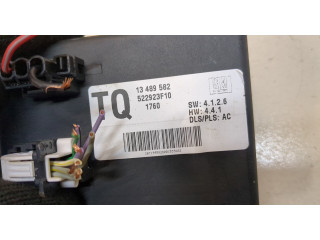 TQ
13 489 582
522923F10
1760
SW: 4.1.2.6
HW: 4.4.1
DLS/PLS: AC